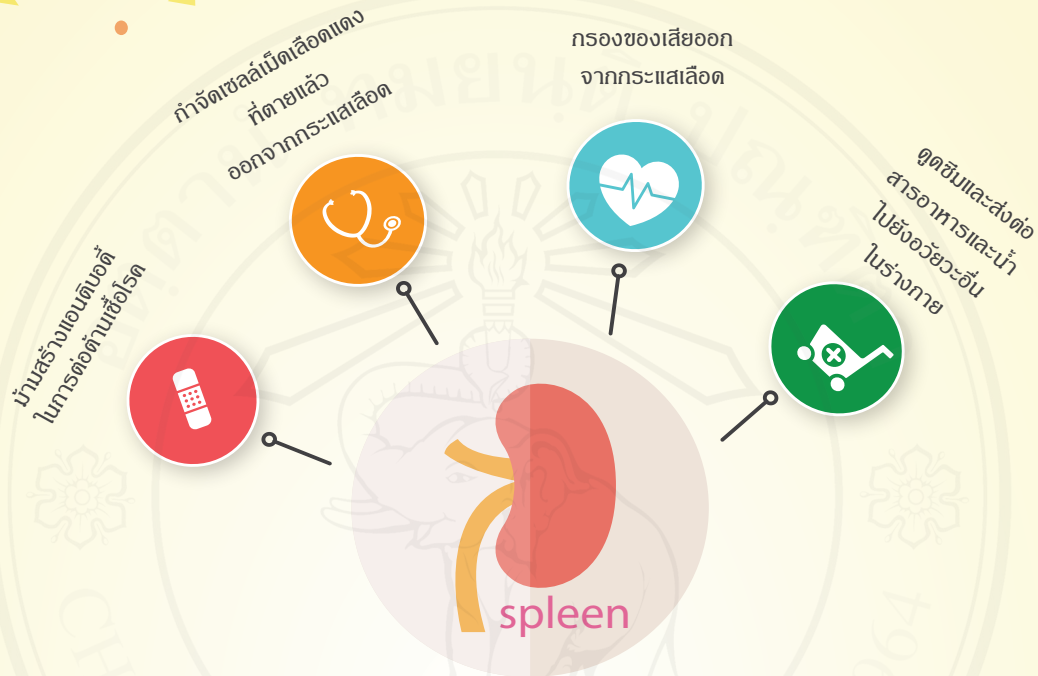 ม้ามสร้างแอนติบอดี้
ในการต่อต้านเชื้อโรค
กำจัดเซลล์เม็ดเลือดแดง
ที่ตายแล้ว
ออกจากกระแสเลือด
กรองของเสียออก
จากกระแสเลือด
ดูดซึมและส่งต่อ
สารอาหารและน้ำ
ไปยังอวัยวะอื่น
ในร่างกาย
spleen